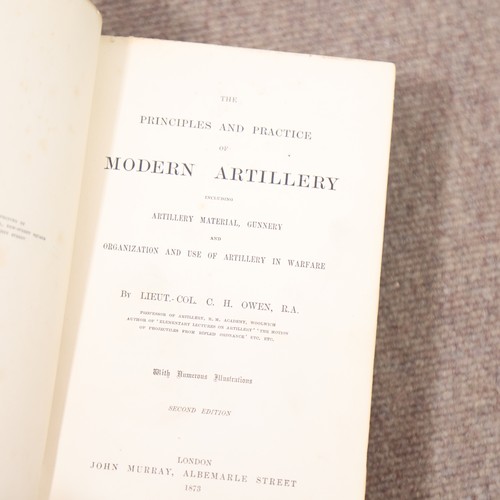 THE
PRINCIPLES AND PRACTICE
OF
MODERN ARTILLERY
INCLUDING
ARTILLERY MATERIAL, GUNNERY
AND
ORGANIZATION AND USE OF ARTILLERY IN WARFARE
BY LIEUT.-COL. C. H. OWEN, R.A.
PROFESSOR OF ARTILLERY, R. M. ACADEMY, WOOLWICH
AUTHOR OF "ELEMENTARY LECTURES ON ARTILLERY" "THE MOTION
OF PROJECTILES FROM RIFLED ORDNANCE" ETC. ETC.
With Numerous Illustrations
SECOND EDITION
LONDON
JOHN MURRAY, ALBEMARLE STREET
1873